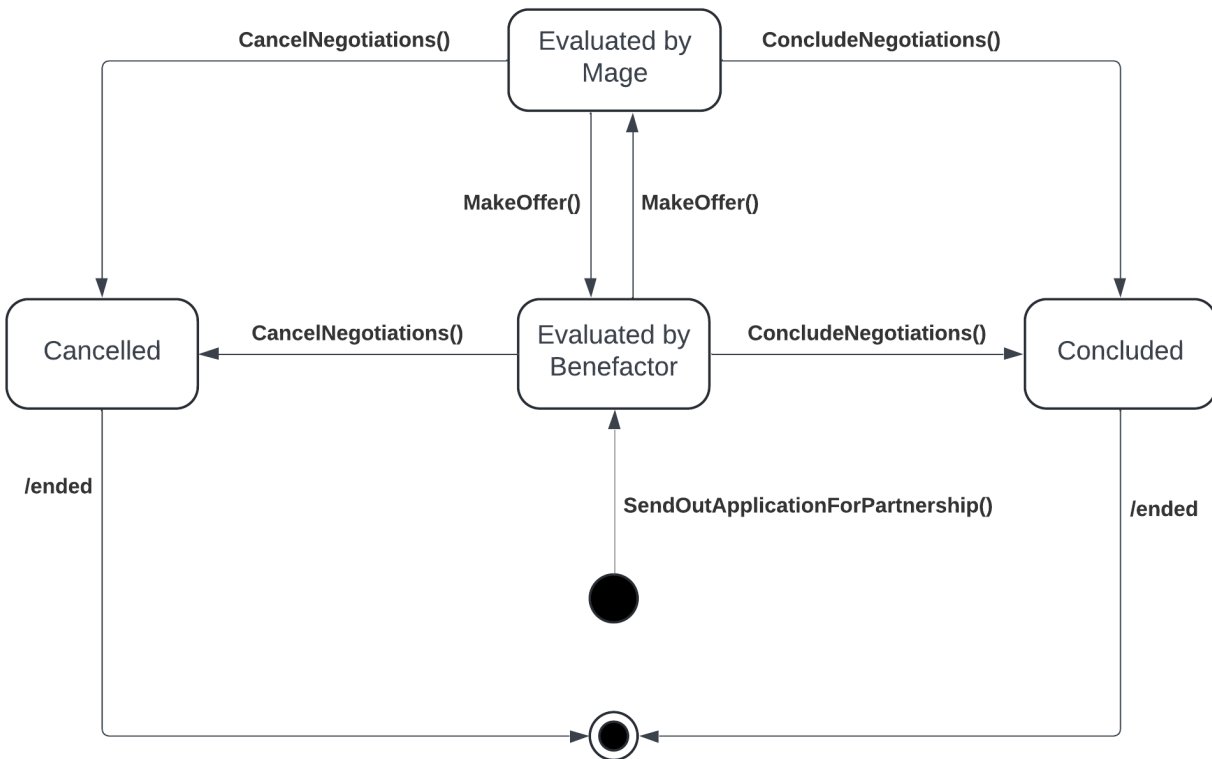 CancelNegotiations()
Evaluated by
Mage
ConcludeNegotiations()
MakeOffer()
MakeOffer()
Cancelled
CancelNegotiations()
Evaluated by
Benefactor
ConcludeNegotiations()
Concluded
/ended
SendOutApplicationForPartnership()
/ended